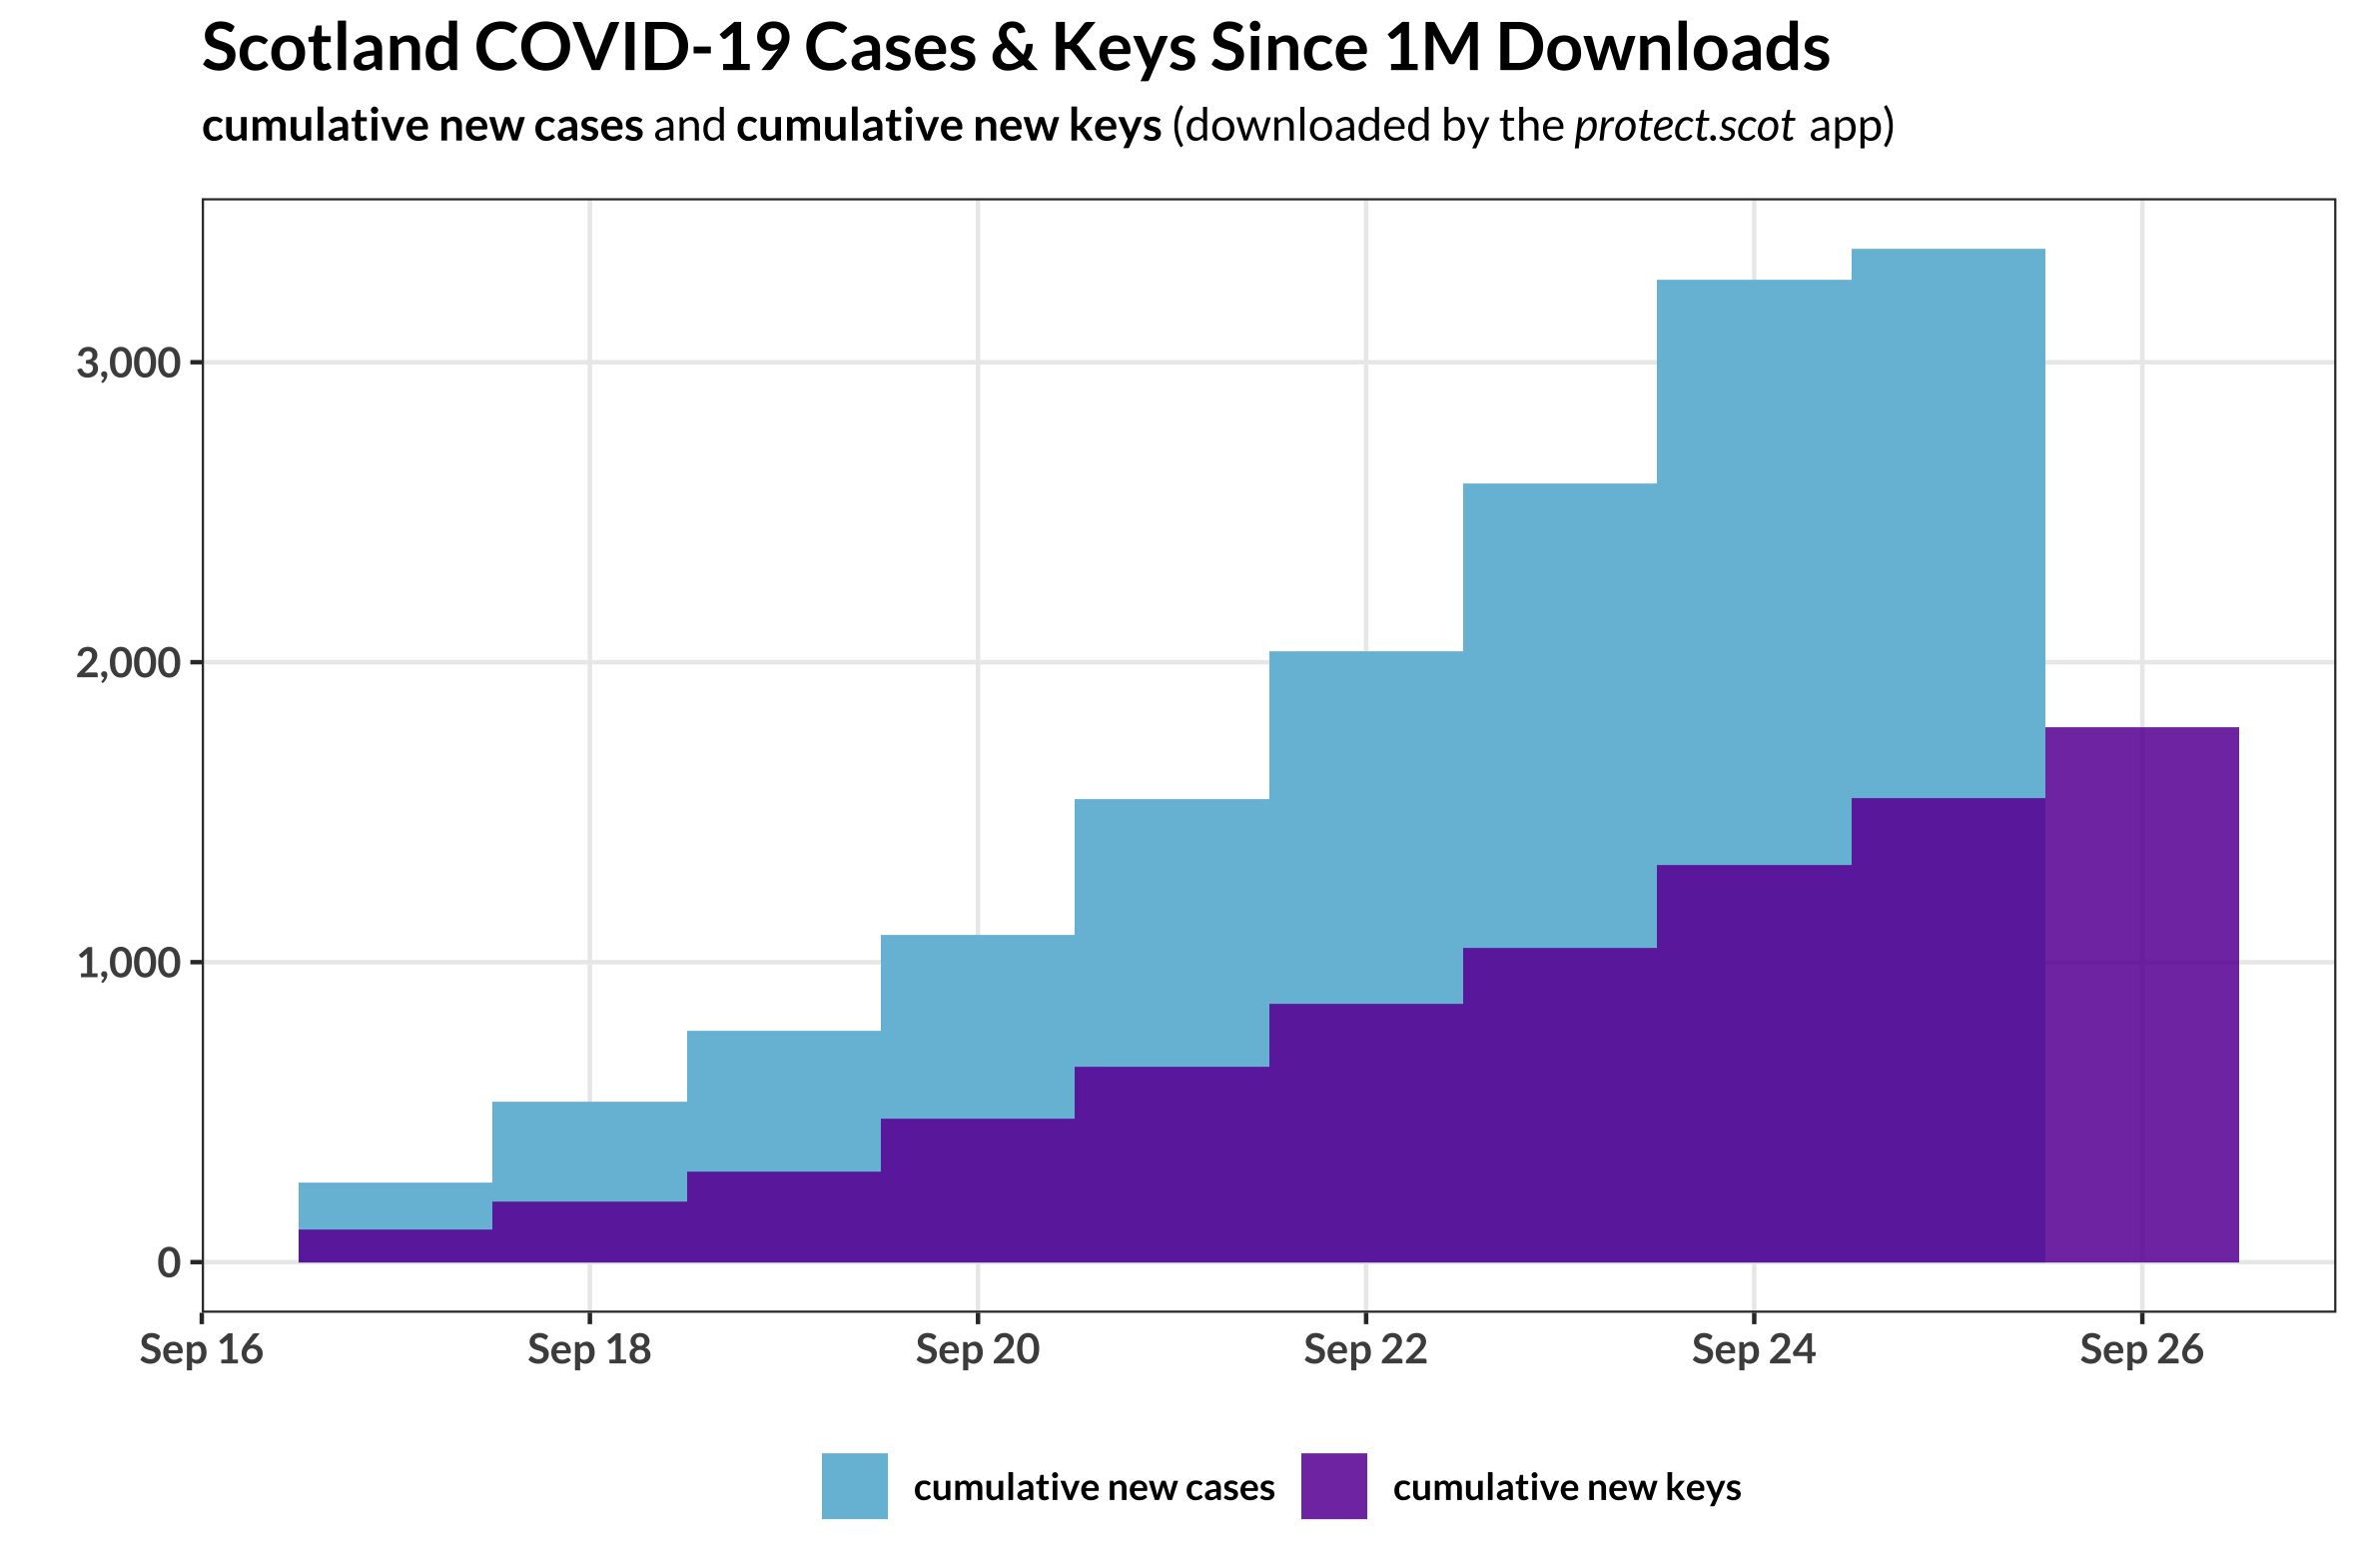 Scotland COVID-19 Cases & Keys Since 1M Downloads
cumulative new cases and cumulative new keys (downloaded by the protect.scot app)
3,000
2,000
1,000
0
Sep 16 Sep 18 Sep 20 Sep 22 Sep 24 Sep 26
cumulative new cases cumulative new keys